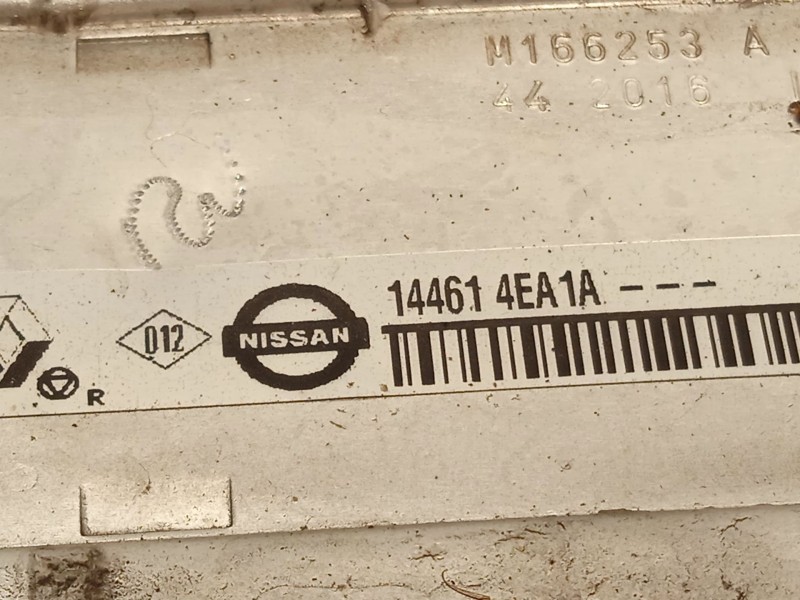 M166253 A
44 2016
14461 4EA1A ---
D12
NISSAN
R